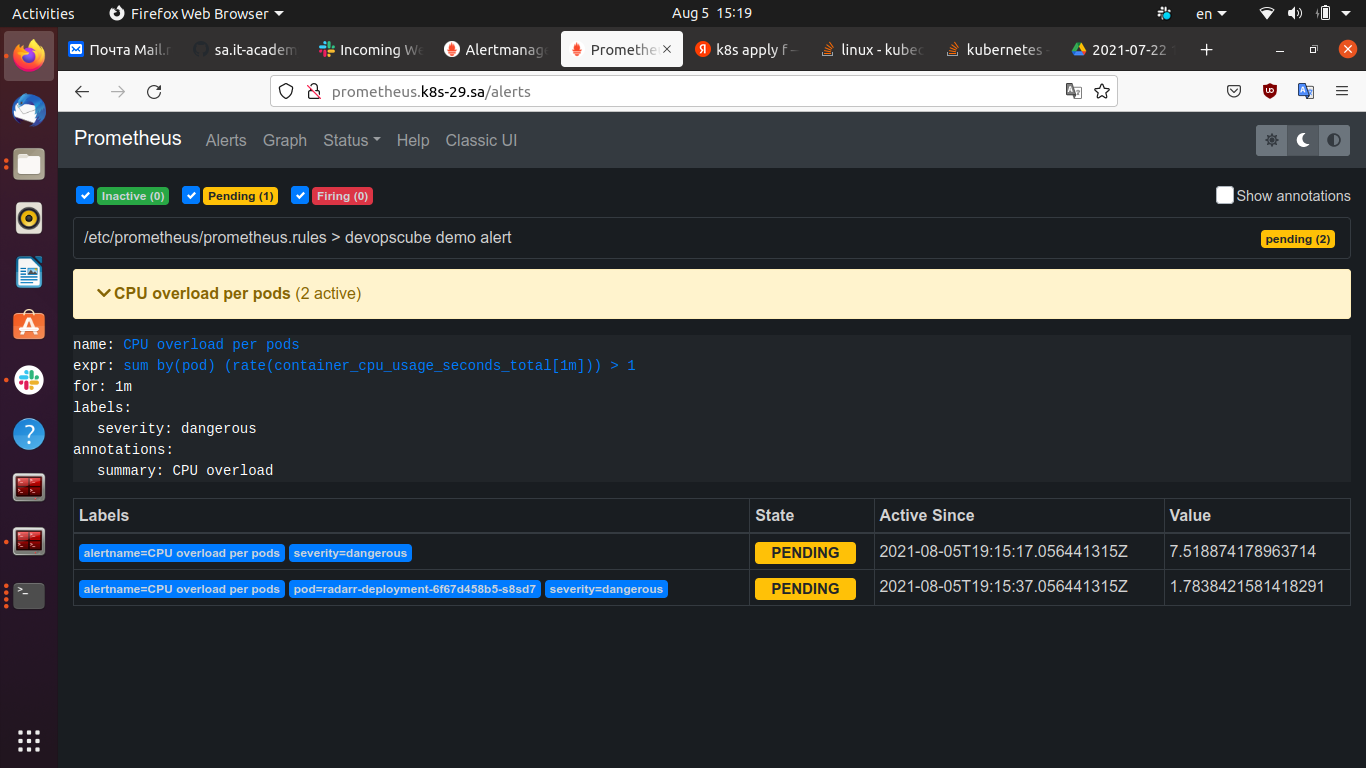 Activities Firefox Web Browser Aug 5 15:19 en
Почта Mail.r sa.it-academ Incoming We Alertmanag Promethe k8s apply f – linux - kubec kubernetes - 2021-07-22
prometheus.k8s-29.sa/alerts
Prometheus Alerts Graph Status Help Classic UI
Inactive (0) Pending (1) Firing (0) Show annotations
/etc/prometheus/prometheus.rules > devopscube demo alert pending (2)
CPU overload per pods (2 active)
name: CPU overload per pods
expr: sum by(pod) (rate(container_cpu_usage_seconds_total[1m])) > 1
for: 1m
labels:
severity: dangerous
annotations:
summary: CPU overload
Labels State Active Since Value
alertname=CPU overload per pods severity=dangerous PENDING 2021-08-05T19:15:17.056441315Z 7.518874178963714
alertname=CPU overload per pods pod=radarr-deployment-6f67d458b5-s8sd7 severity=dangerous PENDING 2021-08-05T19:15:37.056441315Z 1.7838421581418291